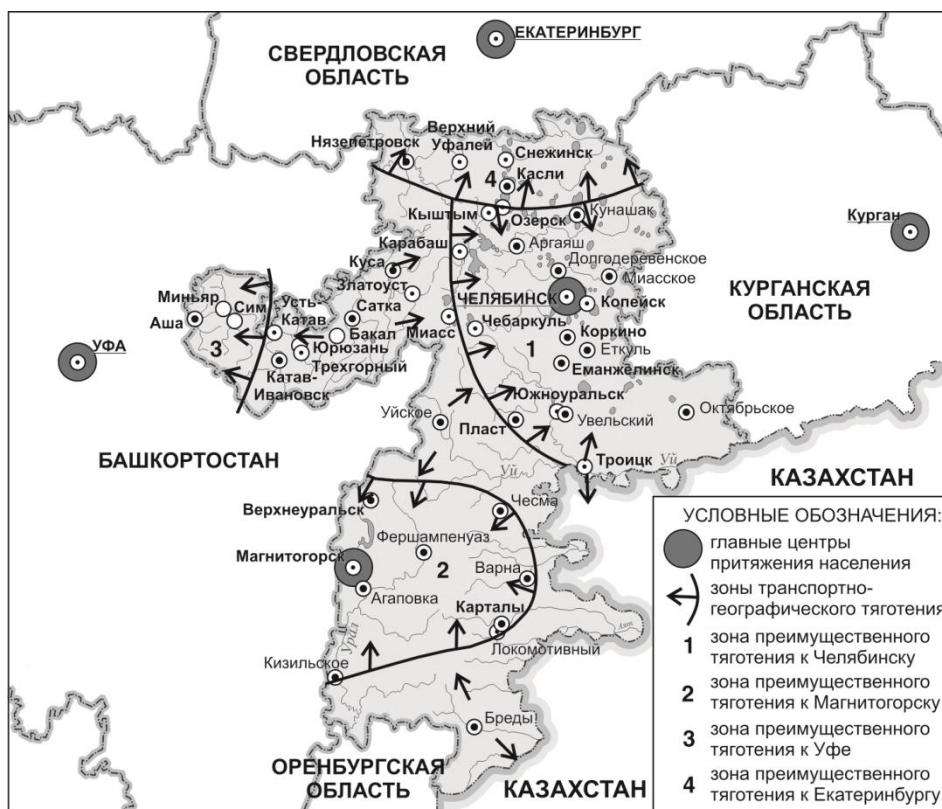 ЕКАТЕРИНБУРГ
СВЕРДЛОВСКАЯ
ОБЛАСТЬ
Нязепетровск
Верхний
Уфалей
Снежинск
4
Касли
Кыштым
Озерск
Кунашак
Курган
Карабаш
Аргаяш
Куса
Долгодеревенское
Златоуст
Миасское
Миньяр
Усть-
Катав
Сатка
ЧЕЛЯБИНСК
Копейск
КУРГАНСКАЯ
ОБЛАСТЬ
Сим
Аша
Бакал
Миасс
Чебаркуль
Коркино
УФА
3
Юрюзань
1
Еткуль
Трехгорный
Еманжелинск
Катав-
Ивановск
Южноуральск
Уйское
Пласт
Увельский
Октябрьское
БАШКОРТОСТАН
Уй
Троицк
Уй
КАЗАХСТАН
Верхнеуральск
Чесма
Фершампенуаз
Магнитогорск
2
Варна
Агаповка
Карталы
Урал
Аят
Локомотивный
Кизильское
Бреды
ОРЕНБУРГСКАЯ
ОБЛАСТЬ
КАЗАХСТАН
УСЛОВНЫЕ ОБОЗНАЧЕНИЯ:
главные центры
притяжения населения
зоны транспортно-
географического тяготения
1 зона преимущественного
тяготения к Челябинску
2 зона преимущественного
тяготения к Магнитогорску
3 зона преимущественного
тяготения к Уфе
4 зона преимущественного
тяготения к Екатеринбургу